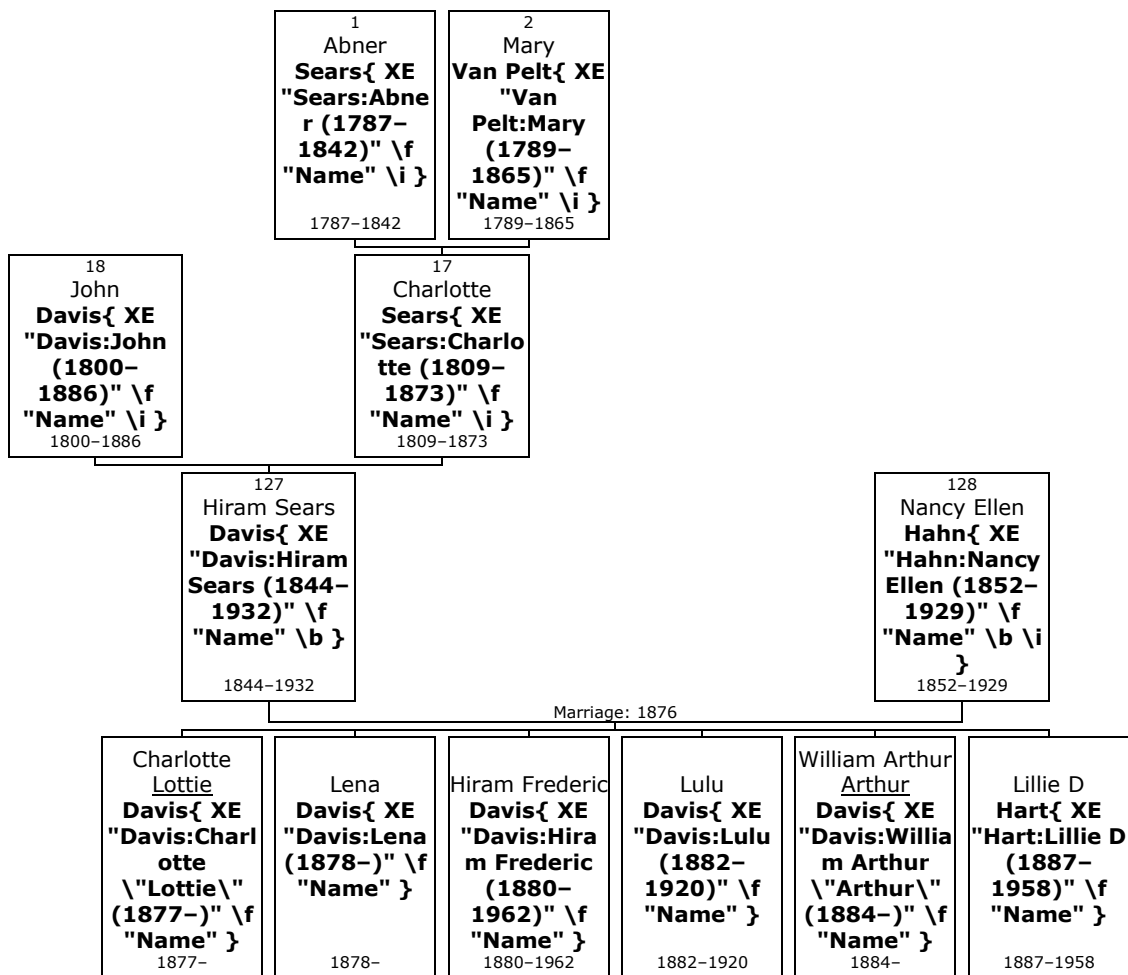 1
Abner
Sears{ XE
"Sears:Abne
r (1787–
1842)" \f
"Name" \i }
1787–1842
2
Mary
Van Pelt{ XE
"Van
Pelt:Mary
(1789–
1865)" \f
"Name" \i }
1789–1865
18
John
Davis{ XE
"Davis:John
(1800–
1886)" \f
"Name" \i }
1800–1886
17
Charlotte
Sears{ XE
"Sears:Charlo
tte (1809–
1873)" \f
"Name" \i }
1809–1873
127
Hiram Sears
Davis{ XE
"Davis:Hiram
Sears (1844–
1932)" \f
"Name" \b }
1844–1932
128
Nancy Ellen
Hahn{ XE
"Hahn:Nancy
Ellen (1852–
1929)" \f
"Name" \b \i
}
1852–1929
Marriage: 1876
Charlotte
Lottie
Davis{ XE
"Davis:Charl
otte
\"Lottie\"
(1877–)" \f
"Name" }
1877–
Lena
Davis{ XE
"Davis:Lena
(1878–)" \f
"Name" }
1878–
Hiram Frederic
Davis{ XE
"Davis:Hira
m Frederic
(1880–
1962)" \f
"Name" }
1880–1962
Lulu
Davis{ XE
"Davis:Lulu
(1882–
1920)" \f
"Name" }
1882–1920
William Arthur
Arthur
Davis{ XE
"Davis:Willia
m Arthur
\"Arthur\"
(1884–)" \f
"Name" }
1884–
Lillie D
Hart{ XE
"Hart:Lillie D
(1887–
1958)" \f
"Name" }
1887–1958